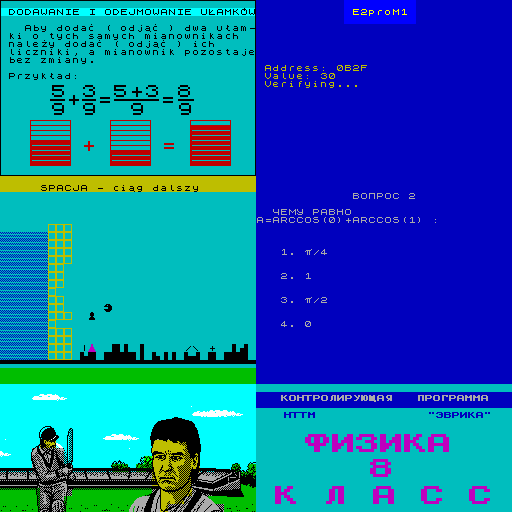 DODAWANIE I ODEJMOWANIE UŁAMKÓW
Aby dodać ( odjąć ) dwa ułam-
ki o tych samych mianownikach
należy dodać ( odjąć ) ich
liczniki, a mianownik pozostaje
bez zmiany.
Przykład:
5/9+3/9=5+3/9=8/9
+ =
SPACJA - ciąg dalszy
E2proM1
Address: 0B2F
Value: 30
Verifying...
ВОПРОС 2
ЧЕМУ РАВНО
A=ARCCOS(0)+ARCCOS(1) :
1. π/4
2. 1
3. π/2
4. 0
КОНТРОЛИРУЮЩАЯ ПРОГРАММА
НТТМ "ЭВРИКА"
ФИЗИКА
8
К Л А С С